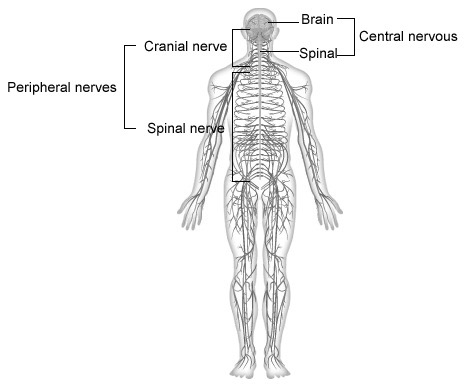 Brain
Central nervous
Cranial nerve
Spinal
Peripheral nerves
Spinal nerve